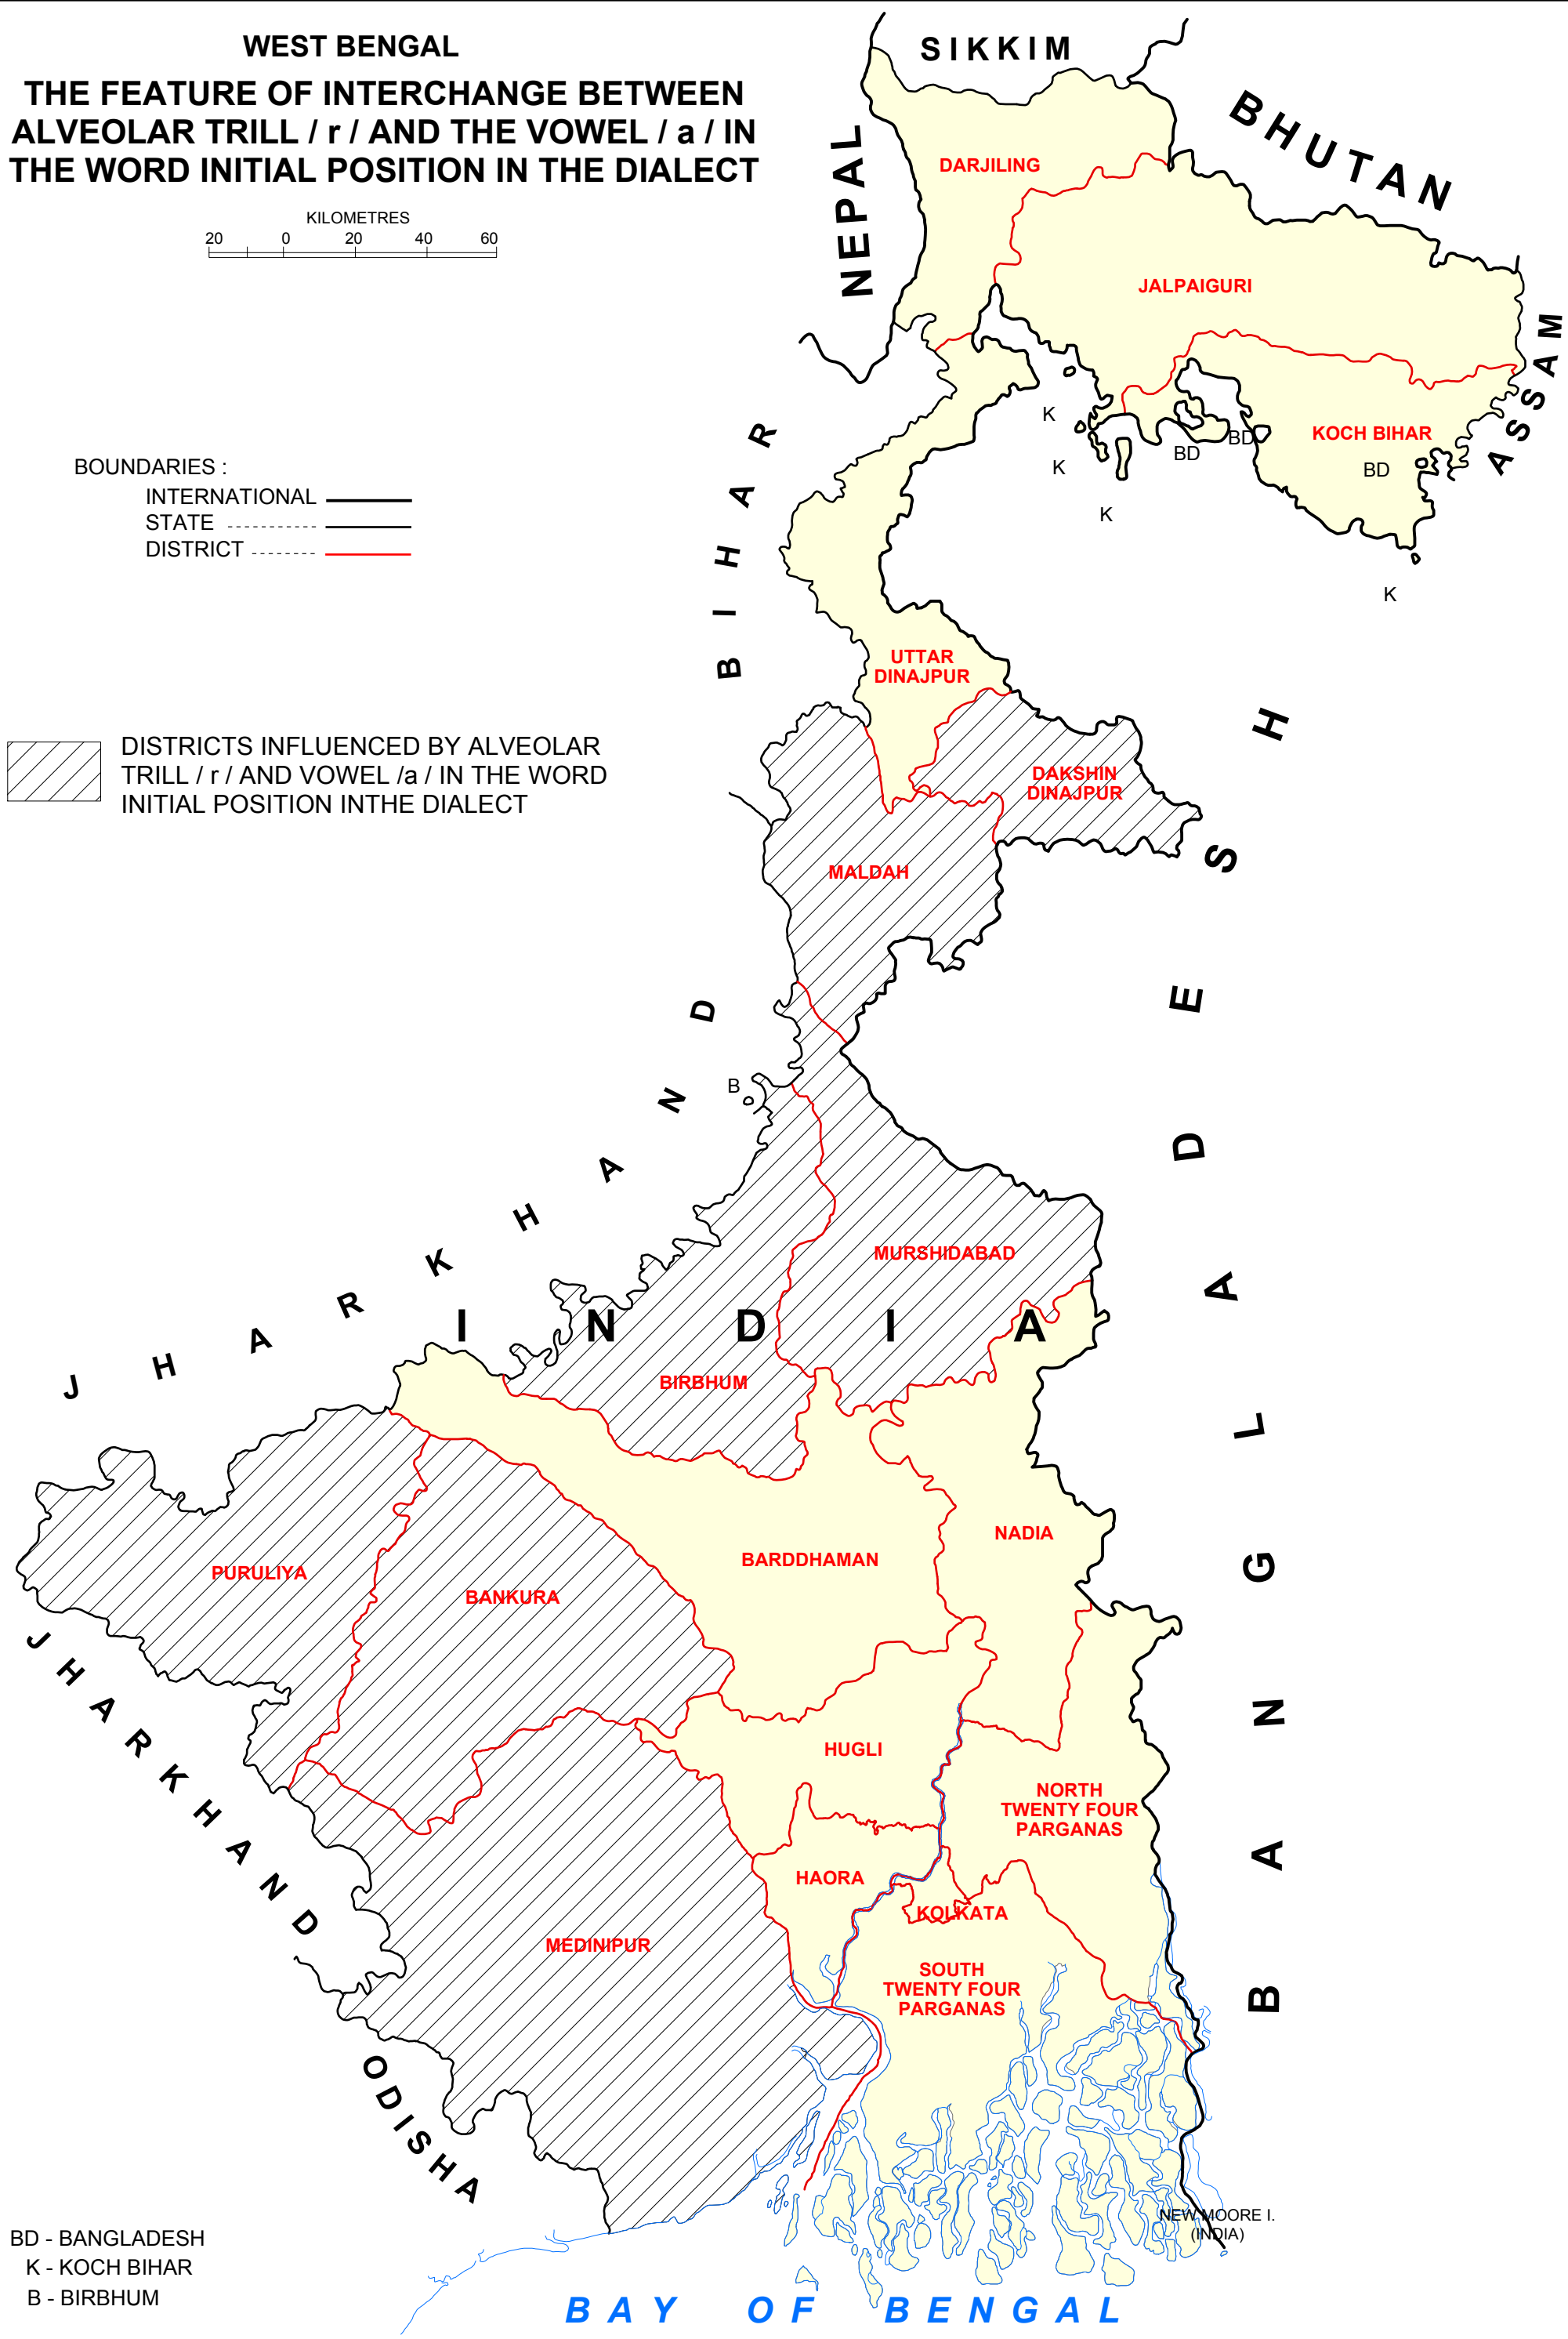 WEST BENGAL
THE FEATURE OF INTERCHANGE BETWEEN
ALVEOLAR TRILL / r / AND THE VOWEL / a / IN
THE WORD INITIAL POSITION IN THE DIALECT
KILOMETRES
20 0 20 40 60
SIKKIM
BHUTAN
NEPAL
DARJILING
JALPAIGURI
ASSAM
KOCH BIHAR
BIHAR
K
BD
BD
BD
K
K
K
BOUNDARIES :
INTERNATIONAL
STATE
DISTRICT
UTTAR
DINAJPUR
DISTRICTS INFLUENCED BY ALVEOLAR
TRILL / r / AND VOWEL /a / IN THE WORD
INITIAL POSITION INTHE DIALECT
DAKSHIN
DINAJPUR
MALDAH
BANGLADESH
JHARKHAND
B
MURSHIDABAD
INDIA
BIRBHUM
NADIA
BARDDHAMAN
PURULIYA
BANKURA
JHARKHAND
HUGLI
NORTH
TWENTY FOUR
PARGANAS
HAORA
KOLKATA
MEDINIPUR
SOUTH
TWENTY FOUR
PARGANAS
ODISHA
NEW MOORE I.
(INDIA)
BD - BANGLADESH
K - KOCH BIHAR
B - BIRBHUM
BAY OF BENGAL